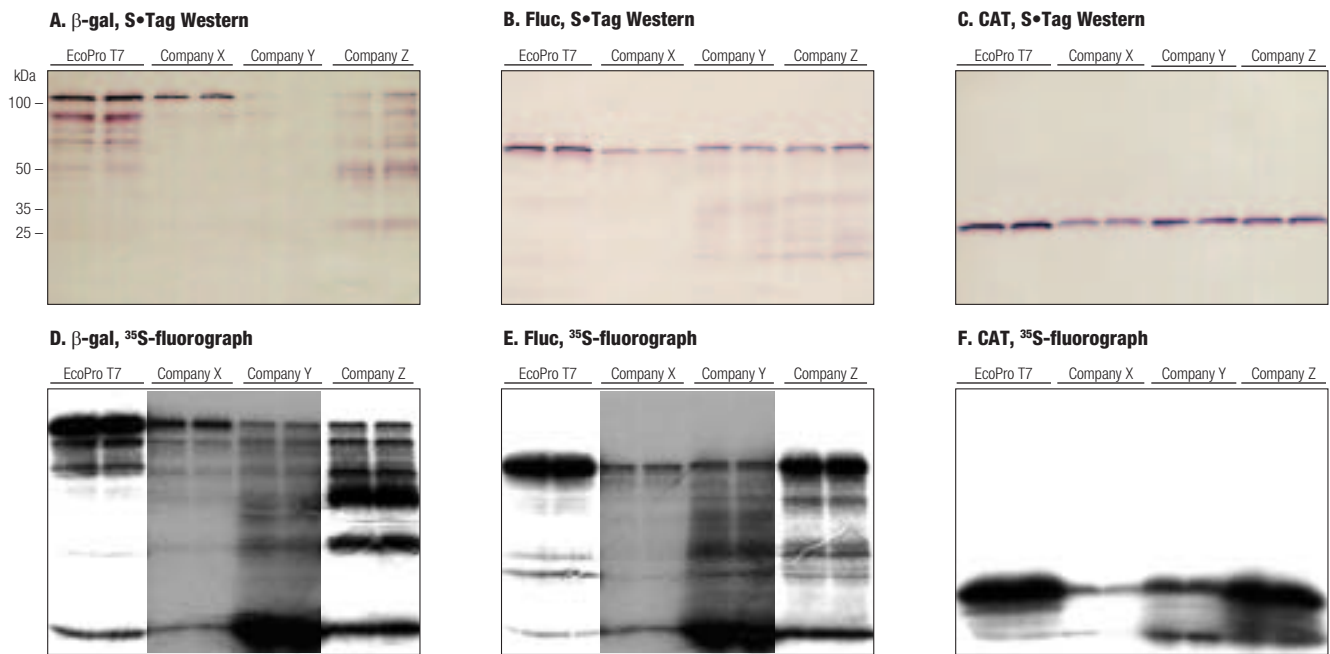 A. β-gal, S•Tag Western
EcoPro T7 Company X Company Y Company Z
kDa
100 –
50 –
35 –
25 –
B. Fluc, S•Tag Western
EcoPro T7 Company X Company Y Company Z
C. CAT, S•Tag Western
EcoPro T7 Company X Company Y Company Z
D. β-gal, ³⁵S-fluorograph
EcoPro T7 Company X Company Y Company Z
E. Fluc, ³⁵S-fluorograph
EcoPro T7 Company X Company Y Company Z
F. CAT, ³⁵S-fluorograph
EcoPro T7 Company X Company Y Company Z